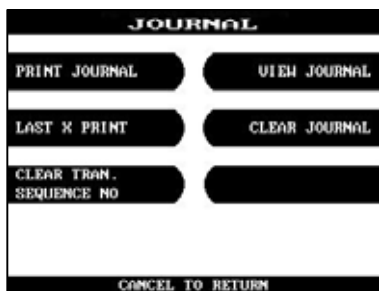 JOURNAL
PRINT JOURNAL
VIEW JOURNAL
LAST X PRINT
CLEAR JOURNAL
CLEAR TRAN.
SEQUENCE NO
CANCEL TO RETURN